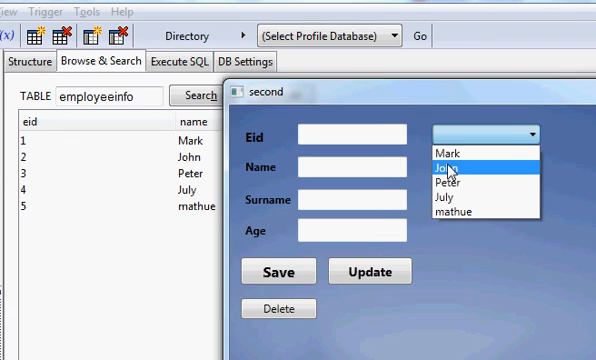 iew Trigger Tools Help
f(x) Directory (Select Profile Database) Go
Structure Browse & Search Execute SQL DB Settings
TABLE employeeinfo Search
eid name
1 Mark
2 John
3 Peter
4 July
5 mathue
second
Eid
Name
Surname
Age
Mark
John
Peter
July
mathue
Save Update
Delete